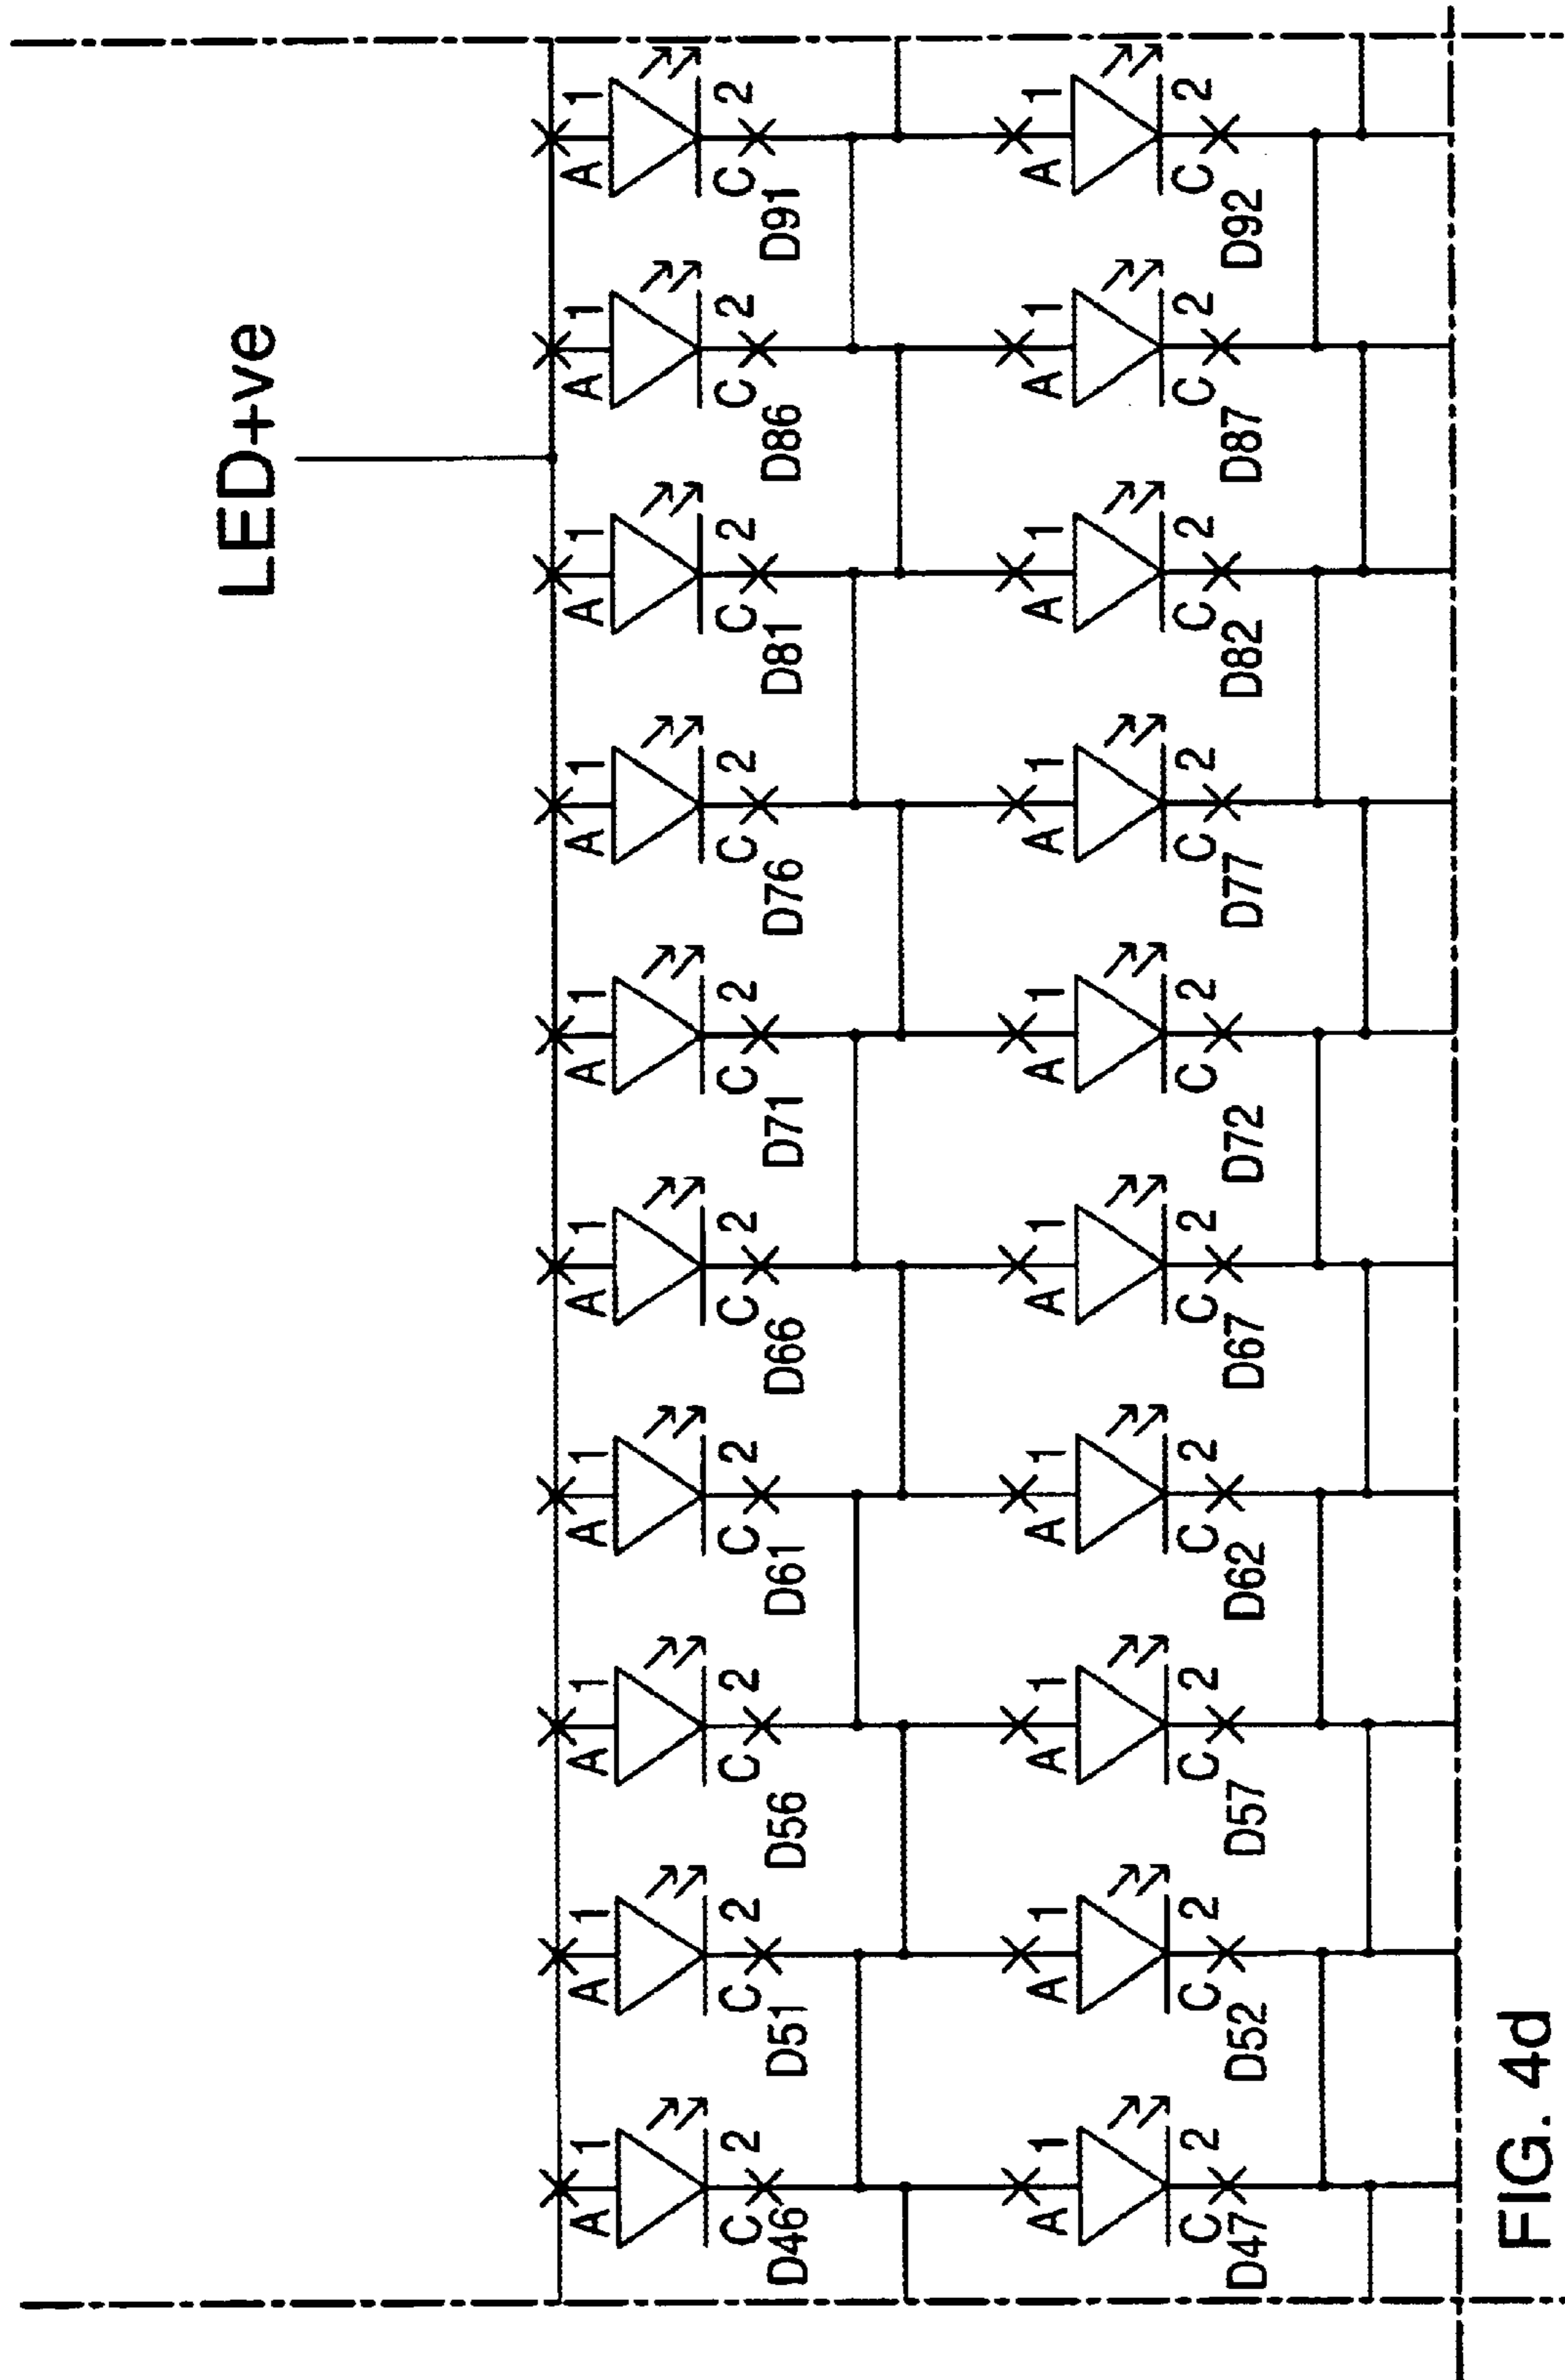 LED+ve
A 1 A 1 A 1 A 1 A 1 A 1 A 1 A 1 A 1 A 1
C 2 C 2 C 2 C 2 C 2 C 2 C 2 C 2 C 2 C 2
D46 D51 D56 D61 D66 D71 D76 D81 D86 D91
A 1 A 1 A 1 A 1 A 1 A 1 A 1 A 1 A 1 A 1
C 2 C 2 C 2 C 2 C 2 C 2 C 2 C 2 C 2 C 2
D47 D52 D57 D62 D67 D72 D77 D82 D87 D92
FIG. 4d